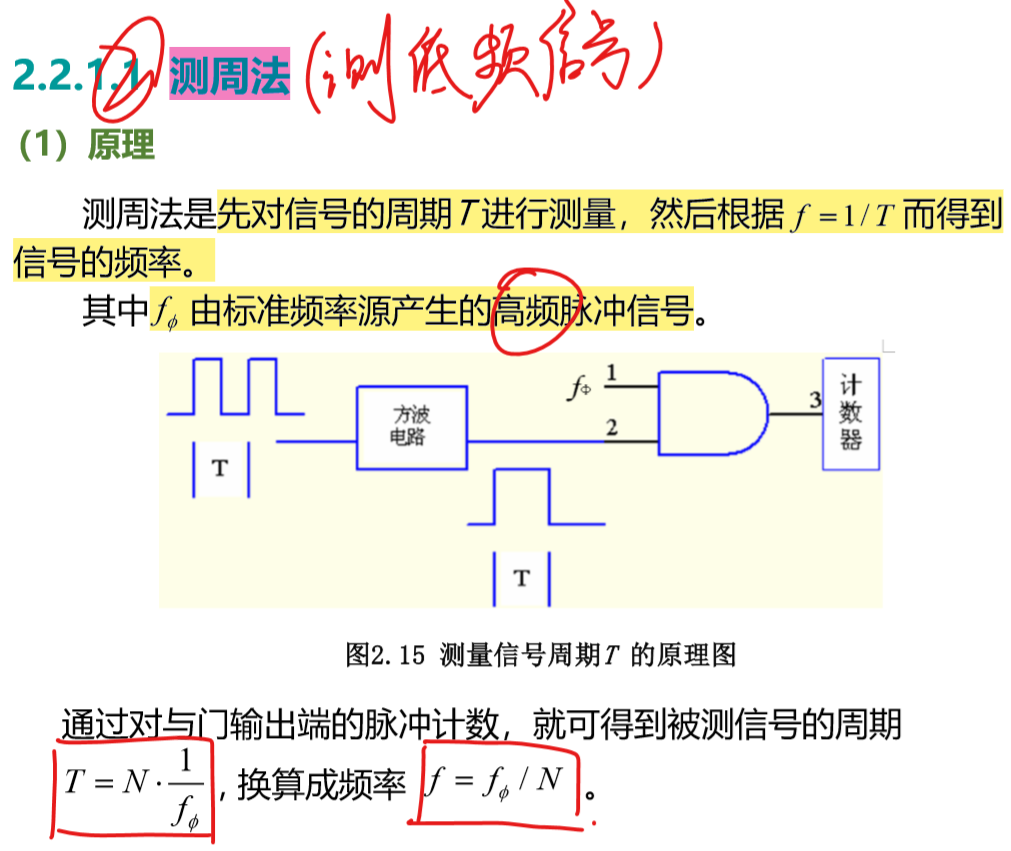 2.2.1.1 测周法 (测低频信号)
② 
(1) 原理
测周法是先对信号的周期T进行测量，然后根据 f = 1 / T 而得到
信号的频率。
其中fϕ 由标准频率源产生的高频脉冲信号。
fΦ 1
2
3
方波
电路
计
数
器
T
T
图2.15 测量信号周期T 的原理图
通过对与门输出端的脉冲计数，就可得到被测信号的周期
T = N · 1/fϕ , 换算成频率 f = fϕ / N 。